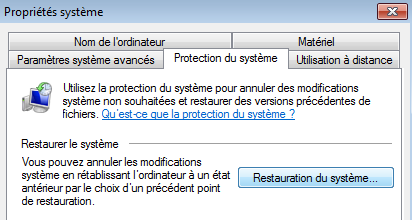 Propriétés système
Nom de l'ordinateur
Matériel
Paramètres système avancés
Protection du système
Utilisation à distance
Utilisez la protection du système pour annuler des modifications
système non souhaitées et restaurer des versions précédentes de
fichiers. Qu'est-ce que la protection du système ?
Restaurer le système
Vous pouvez annuler les modifications
système en rétablissant l'ordinateur à un état
antérieur par le choix d'un précédent point
de restauration.
Restauration du système...